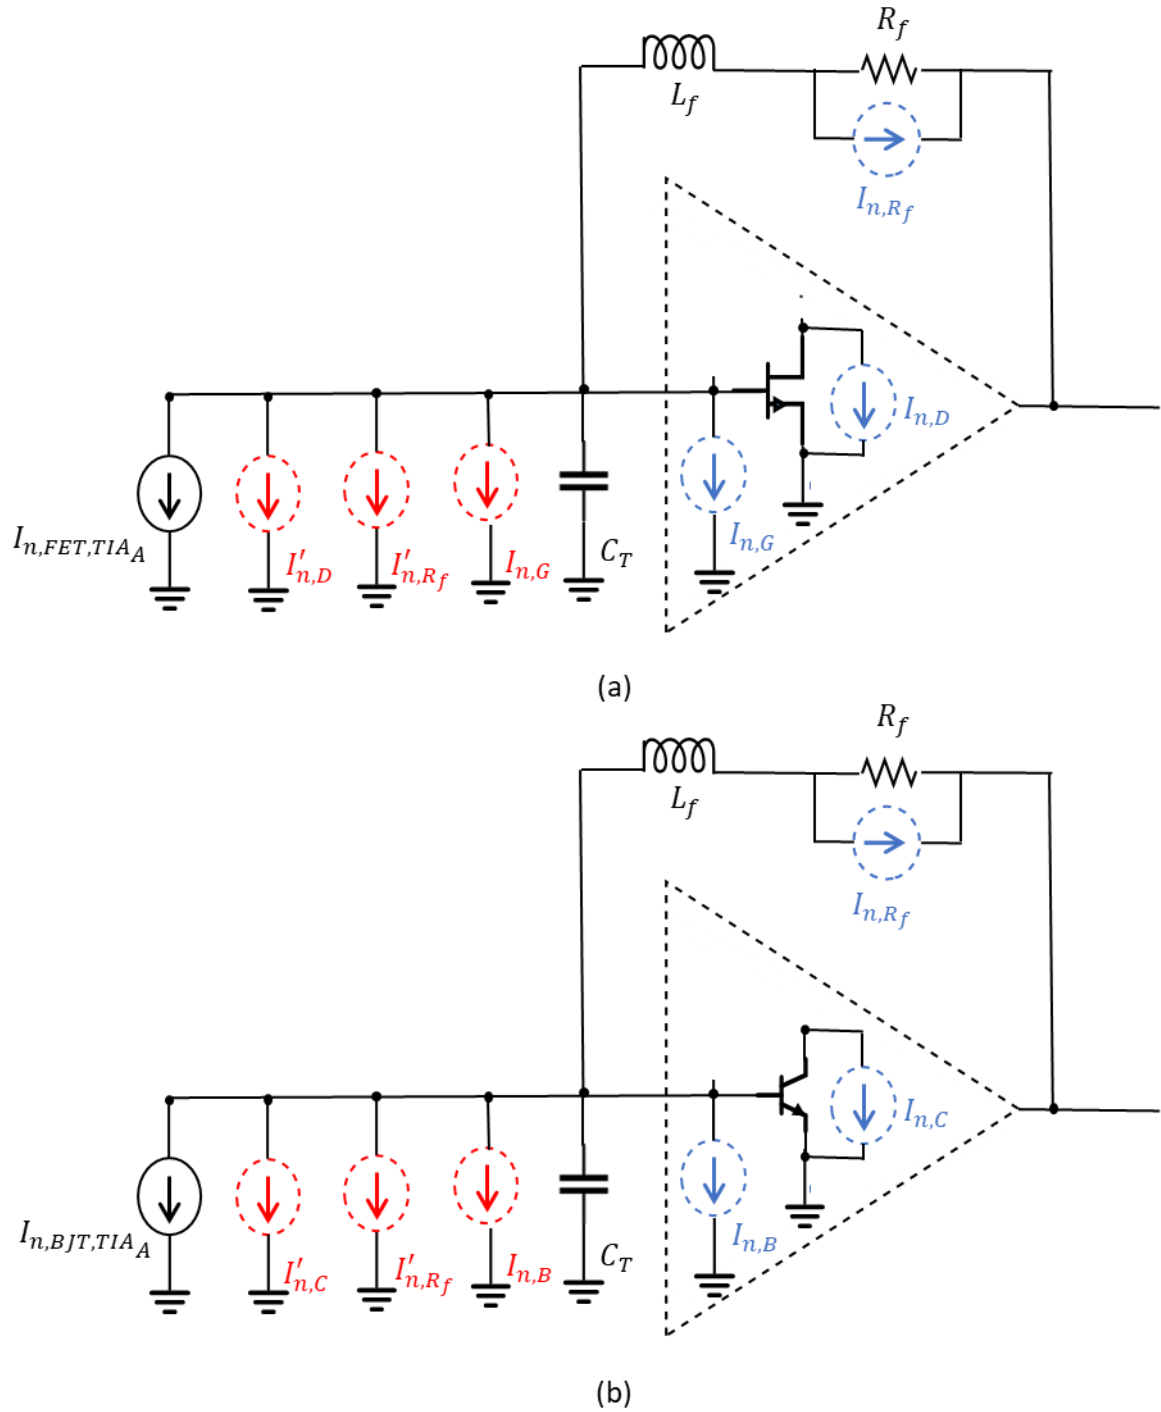 R_f
L_f
I_{n,R_f}
I_{n,D}
I_{n,FET,TIA_A}
I'_{n,D}
I'_{n,R_f}
I_{n,G}
C_T
I_{n,G}
(a)
R_f
L_f
I_{n,R_f}
I_{n,C}
I_{n,BJT,TIA_A}
I'_{n,C}
I'_{n,R_f}
I_{n,B}
C_T
I_{n,B}
(b)